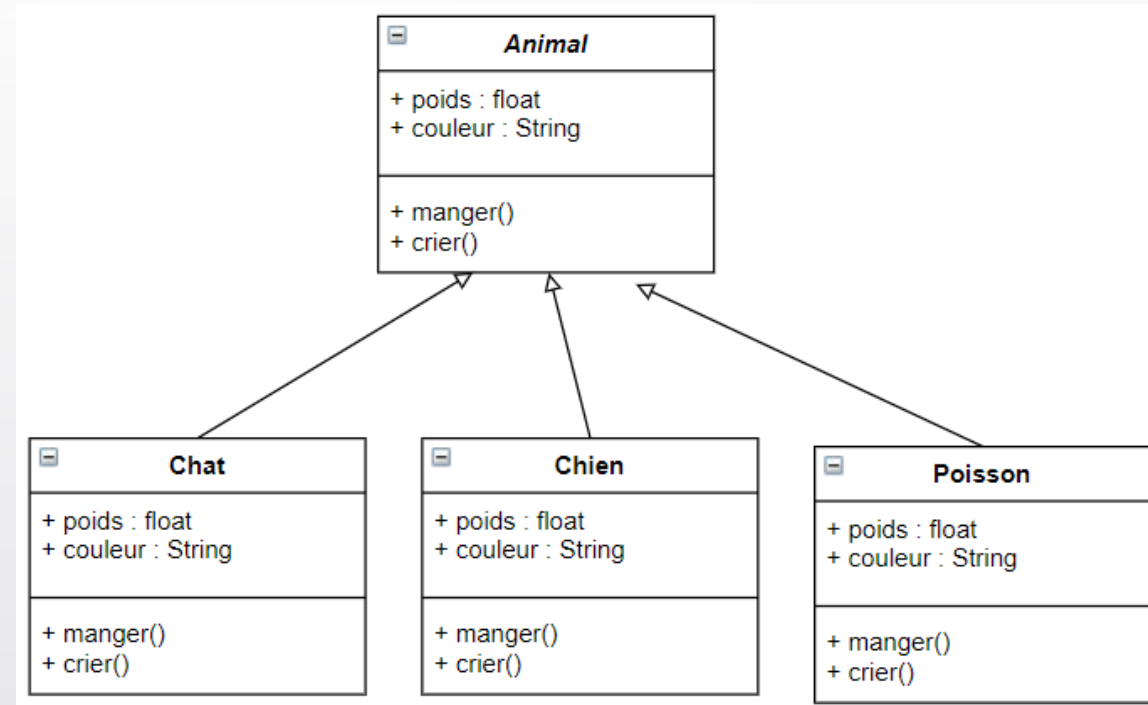 Animal
+ poids : float
+ couleur : String
+ manger()
+ crier()
Chat
+ poids : float
+ couleur : String
+ manger()
+ crier()
Chien
+ poids : float
+ couleur : String
+ manger()
+ crier()
Poisson
+ poids : float
+ couleur : String
+ manger()
+ crier()